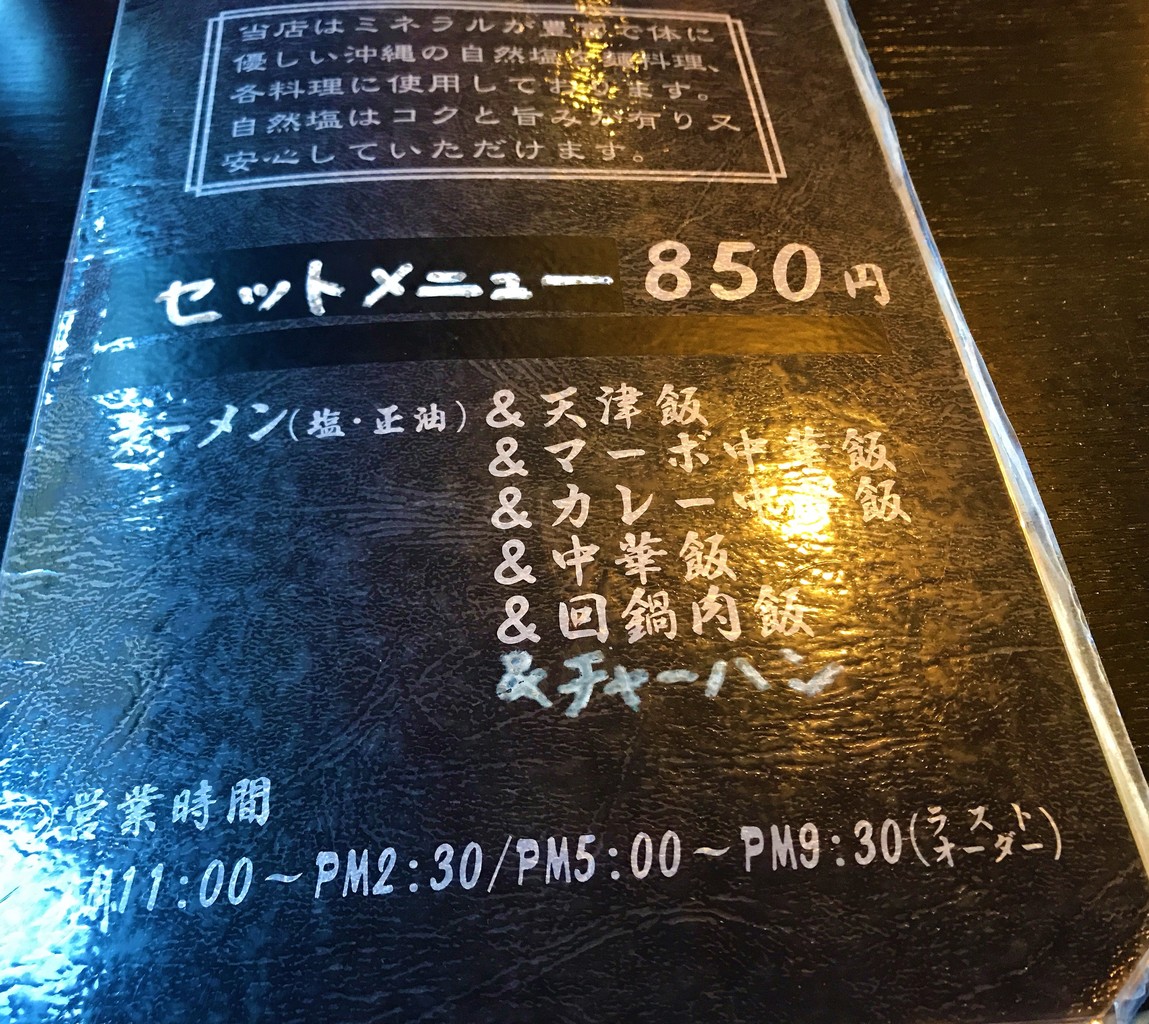 当店はミネラルが豊富で体に
優しい沖縄の自然塩を麺料理、
各料理に使用しております。
自然塩はコクと旨みが有り又
安心していただけます。
セットメニュー 850円
ラーメン(塩・正油) & 天津飯
& マーボ中華飯
& カレー中華飯
& 中華飯
& 回鍋肉飯
& チャーハン
営業時間
11:00～PM2:30/PM5:00～PM9:30(ラストオーダー)